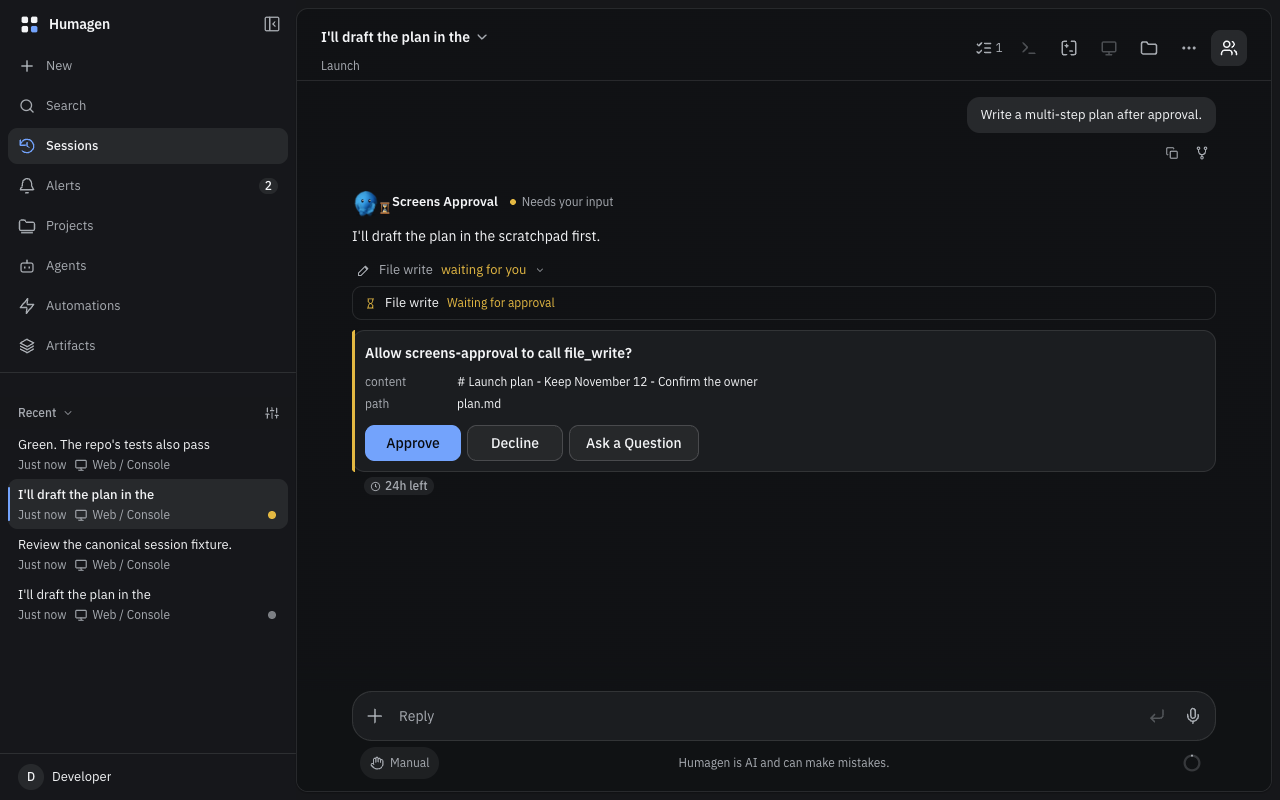 Humagen
New
Search
Sessions
Alerts 2
Projects
Agents
Automations
Artifacts
Recent
Green. The repo's tests also pass
Just now Web / Console
I'll draft the plan in the
Just now Web / Console
Review the canonical session fixture.
Just now Web / Console
I'll draft the plan in the
Just now Web / Console
D Developer
I'll draft the plan in the
Launch
1
Write a multi-step plan after approval.
Screens Approval Needs your input
I'll draft the plan in the scratchpad first.
File write waiting for you
File write Waiting for approval
Allow screens-approval to call file_write?
content # Launch plan - Keep November 12 - Confirm the owner
path plan.md
Approve Decline Ask a Question
24h left
Reply
Manual
Humagen is AI and can make mistakes.